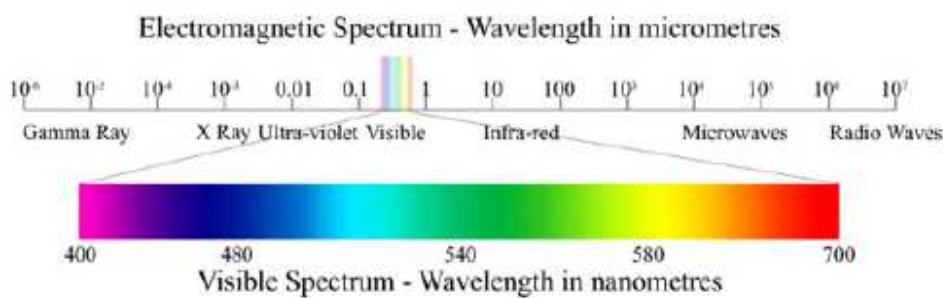 Electromagnetic Spectrum - Wavelength in micrometres
10⁻⁶ 10⁻⁵ 10⁻⁴ 10⁻³ 0.01 0.1 1 10 100 10³ 10⁴ 10⁵ 10⁶ 10⁷
Gamma Ray X Ray Ultra-violet Visible Infra-red Microwaves Radio Waves
400 480 540 580 700
Visible Spectrum - Wavelength in nanometres